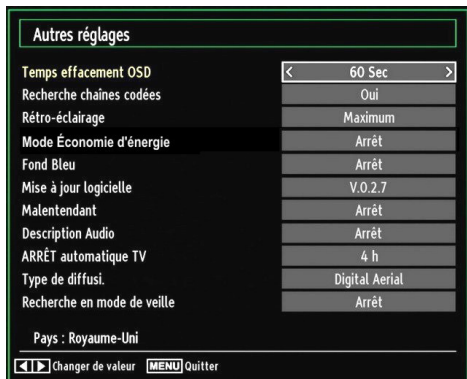 Autres réglages
Temps effacement OSD < 60 Sec >
Recherche chaînes codées Oui
Rétro-éclairage Maximum
Mode Économie d'énergie Arrêt
Fond Bleu Arrêt
Mise à jour logicielle V.0.2.7
Malentendant Arrêt
Description Audio Arrêt
ARRÊT automatique TV 4 h
Type de diffusi. Digital Aerial
Recherche en mode de veille Arrêt
Pays : Royaume-Uni
Changer de valeur MENU Quitter